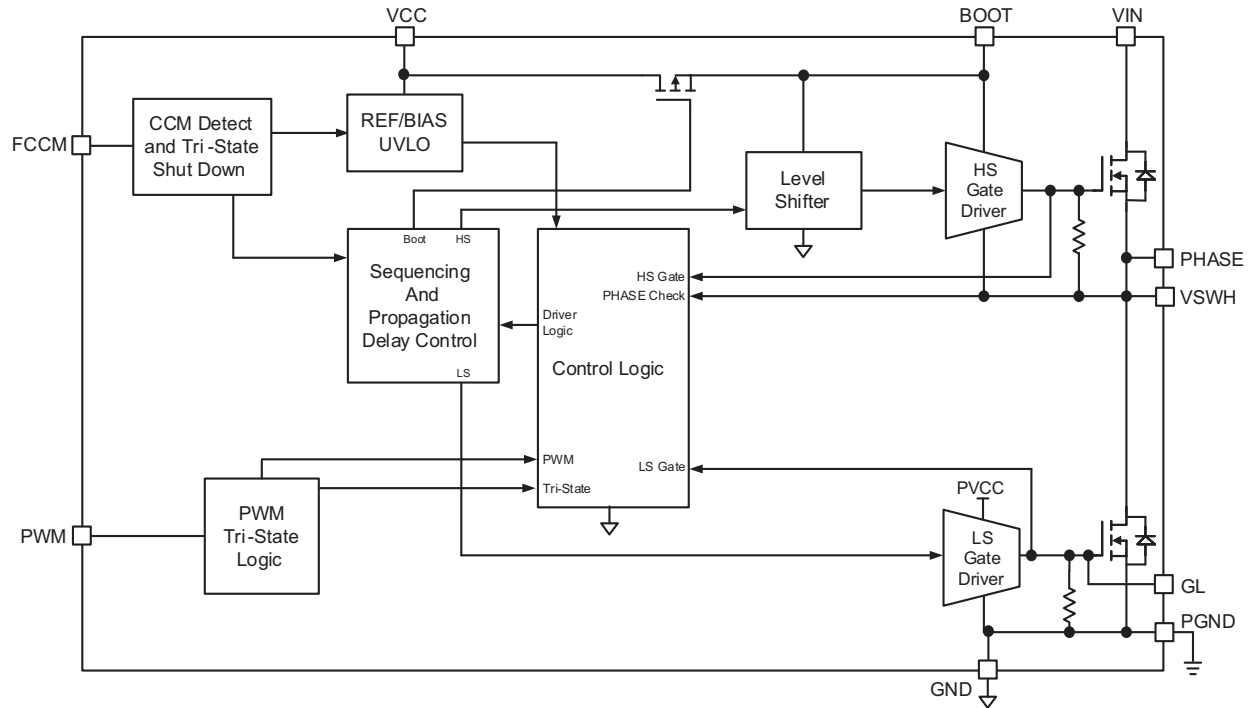 VCC
BOOT
VIN
FCCM
CCM Detect
and Tri-State
Shut Down
REF/BIAS
UVLO
Level
Shifter
HS
Gate
Driver
Boot
HS
Sequencing
And
Propagation
Delay Control
LS
HS Gate
PHASE Check
Driver
Logic
Control Logic
PWM
LS Gate
Tri-State
PHASE
VSWH
PWM
PWM
Tri-State
Logic
PVCC
LS
Gate
Driver
GL
PGND
GND